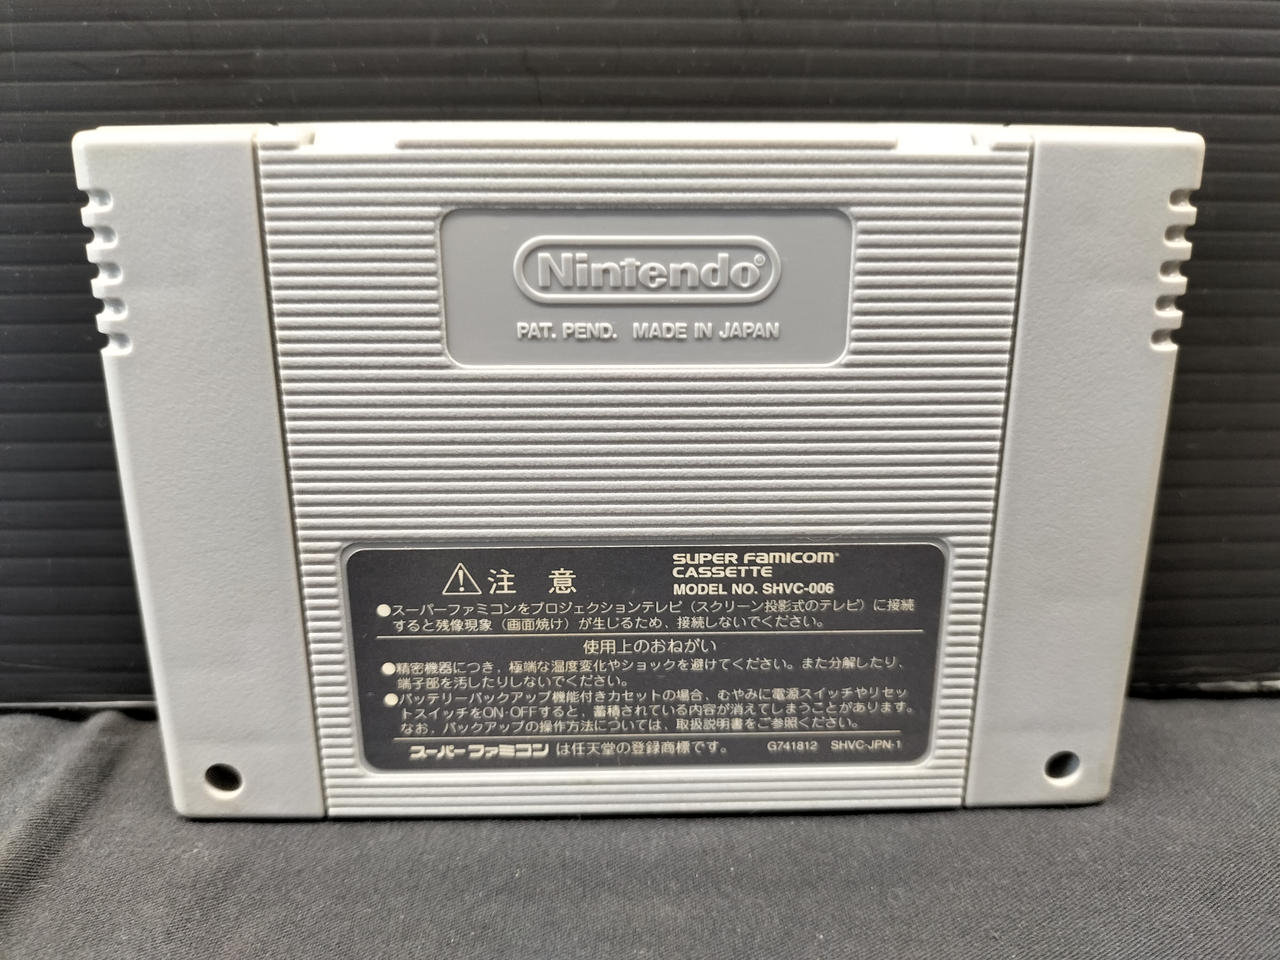 Nintendo®
PAT. PEND. MADE IN JAPAN
注 意
SUPER FAMICOM
CASSETTE
MODEL NO. SHVC-006
●スーパーファミコンをプロジェクションテレビ（スクリーン投影式のテレビ）に接続
すると残像現象（画面焼け）が生じるため、接続しないでください。
使用上のおねがい
●精密機器につき、極端な温度変化やショックを避けてください。また分解したり、
端子部を汚したりしないでください。
●バッテリーバックアップ機能付きカセットの場合、むやみに電源スイッチやリセッ
トスイッチをON・OFFすると、蓄積されている内容が消えてしまうことがあります。
なお、バックアップの操作方法については、取扱説明書をご参照ください。
スーパーファミコン は任天堂の登録商標です。 G741812 SHVC-JPN-1